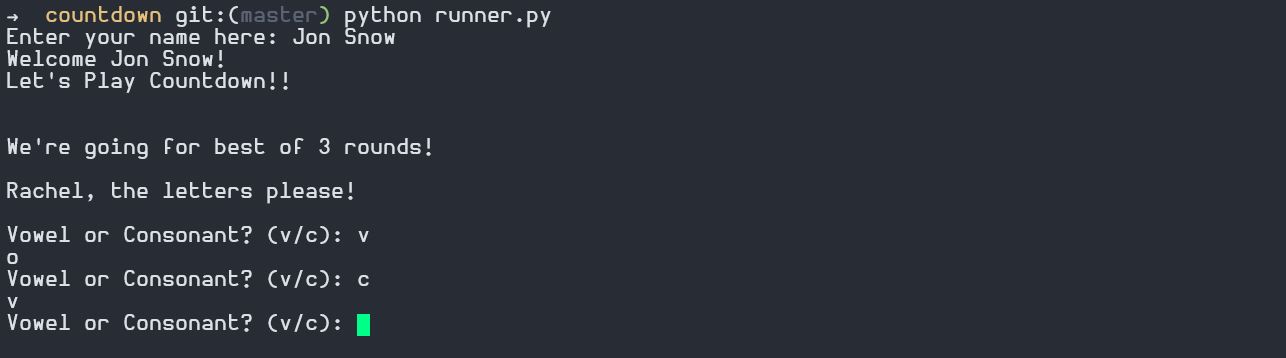 →  countdown git:(master) python runner.py
Enter your name here: Jon Snow
Welcome Jon Snow!
Let's Play Countdown!!
We're going for best of 3 rounds!
Rachel, the letters please!
Vowel or Consonant? (v/c): v
o
Vowel or Consonant? (v/c): c
v
Vowel or Consonant? (v/c):